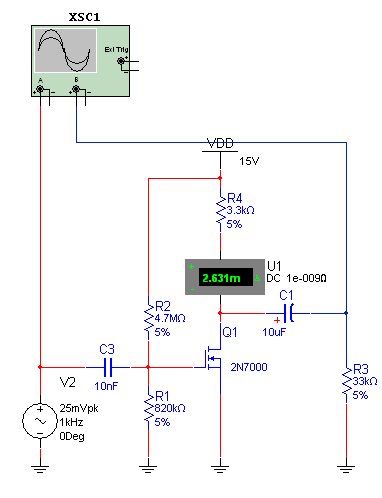 XSC1
Ext Trig
+
-
A
B
+ - + -
VDD
15V
R4
3.3kΩ
5%
U1
+
2.631m
-
DC 1e-009Ω
C1
+
10uF
R2
4.7MΩ
5%
Q1
2N7000
C3
10nF
V2
25mVpk
1kHz
0Deg
+
-
R1
820kΩ
5%
R3
33kΩ
5%